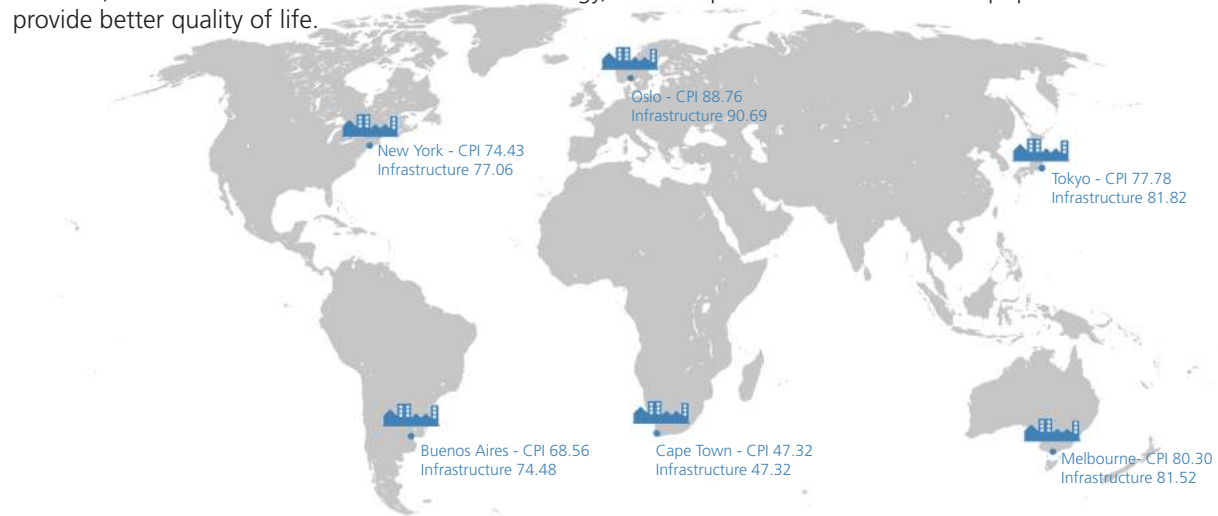 provide better quality of life.
Oslo - CPI 88.76
Infrastructure 90.69
New York - CPI 74.43
Infrastructure 77.06
Tokyo - CPI 77.78
Infrastructure 81.82
Buenos Aires - CPI 68.56
Infrastructure 74.48
Cape Town - CPI 47.32
Infrastructure 47.32
Melbourne- CPI 80.30
Infrastructure 81.52